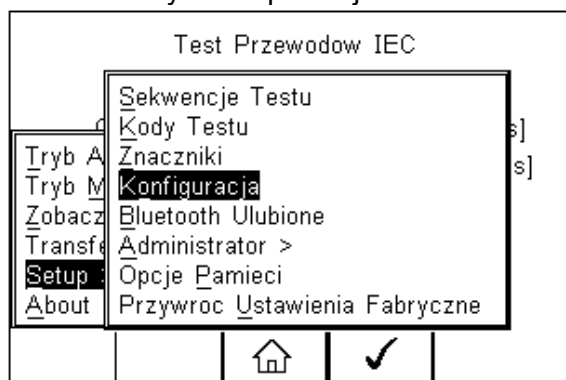 Test Przewodow IEC
Sekwencje Testu
Kody Testu
Znaczniki
Konfiguracja
Bluetooth Ulubione
Administrator >
Opcje Pamieci
Przywroc Ustawienia Fabryczne
s]
s]
Tryb A
Tryb M
Zobacz
Transfe
Setup
About